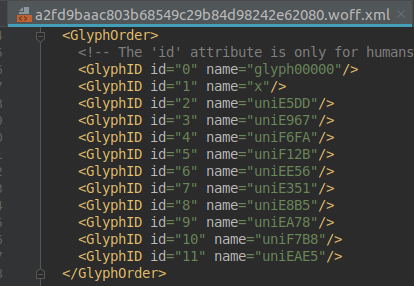 a2fd9baac803b68549c29b84d98242e62080.woff.xml
<GlyphOrder>
<!-- The 'id' attribute is only for humans
<GlyphID id="0" name="glyph00000"/>
<GlyphID id="1" name="x"/>
<GlyphID id="2" name="uniE5DD"/>
<GlyphID id="3" name="uniE967"/>
<GlyphID id="4" name="uniF6FA"/>
<GlyphID id="5" name="uniF12B"/>
<GlyphID id="6" name="uniEE56"/>
<GlyphID id="7" name="uniE351"/>
<GlyphID id="8" name="uniE8B5"/>
<GlyphID id="9" name="uniEA78"/>
<GlyphID id="10" name="uniF7B8"/>
<GlyphID id="11" name="uniEAE5"/>
</GlyphOrder>